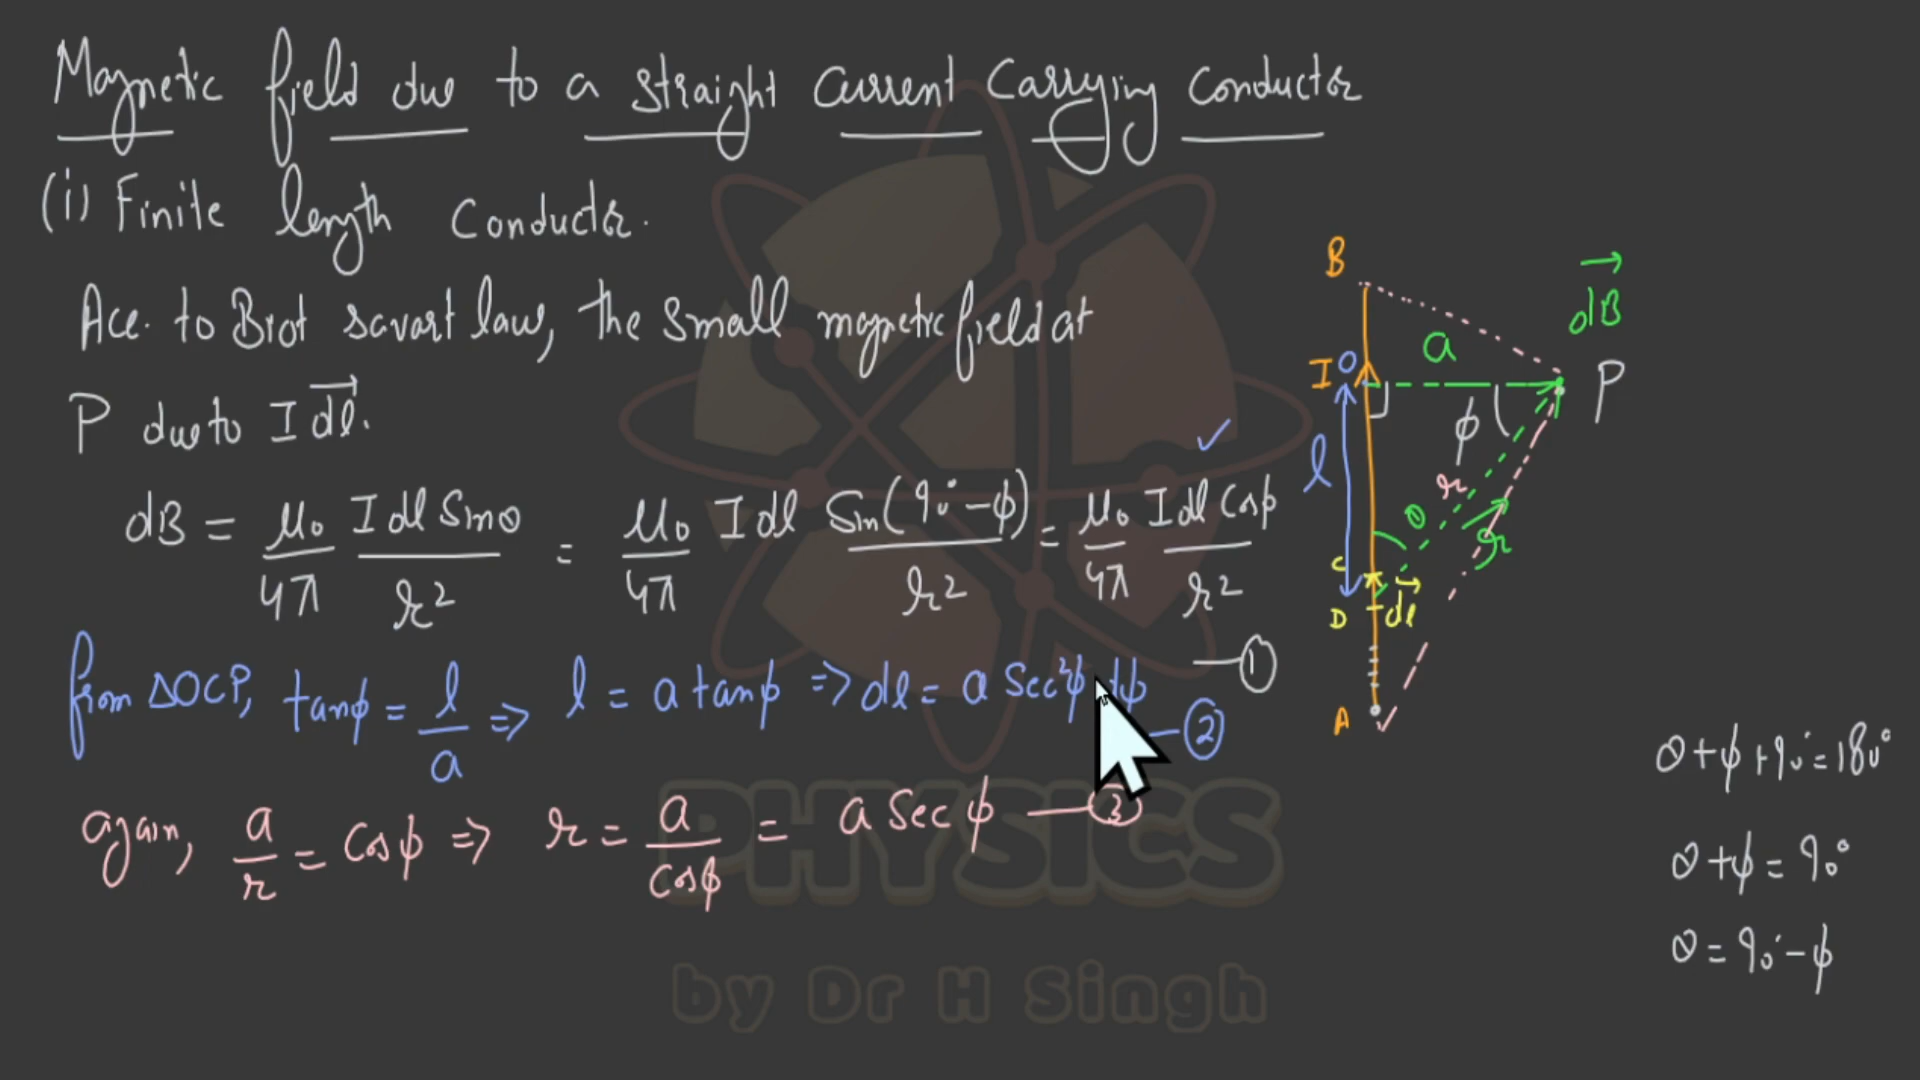 Magnetic field due to a straight Current Carrying Conductor
(i) Finite length Conductor.
Acc. to Biot savart law, the small magnetic field at
P due to I dl⃗.
dB = μ₀/4π I dl Sinθ/r² = μ₀/4π I dl Sin(90°-φ)/r² = μ₀/4π I dl Cosφ/r² —①
from ΔOCP, tanφ = l/a => l = a tanφ => dl = a Sec²φ dφ —②
again, a/r = Cosφ => r = a/Cosφ = a Secφ —③
B
dB⃗
a
I O
P
φ
l
r
θ
r̂
C
D dl⃗
A
θ+φ+90°=180°
θ+φ=90°
θ=90°-φ
PHYSICS
by Dr H Singh